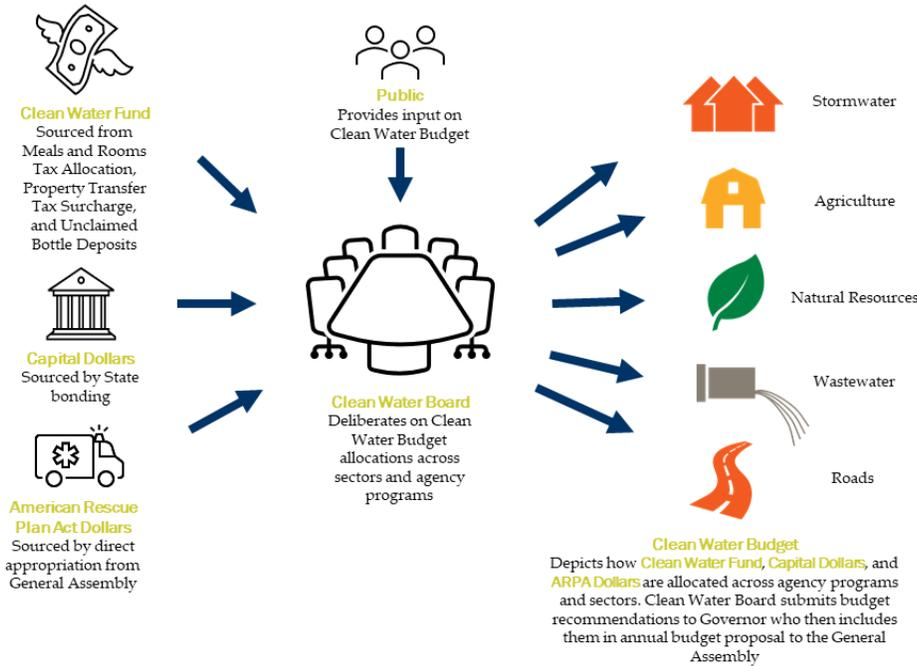 Clean Water Fund
Sourced from
Meals and Rooms
Tax Allocation,
Property Transfer
Tax Surcharge,
and Unclaimed
Bottle Deposits
Capital Dollars
Sourced by State
bonding
American Rescue
Plan Act Dollars
Sourced by direct
appropriation from
General Assembly
Public
Provides input on
Clean Water Budget
Clean Water Board
Deliberates on Clean
Water Budget
allocations across
sectors and agency
programs
Stormwater
Agriculture
Natural Resources
Wastewater
Roads
Clean Water Budget
Depicts how Clean Water Fund, Capital Dollars, and
ARPA Dollars are allocated across agency programs
and sectors. Clean Water Board submits budget
recommendations to Governor who then includes
them in annual budget proposal to the General
Assembly